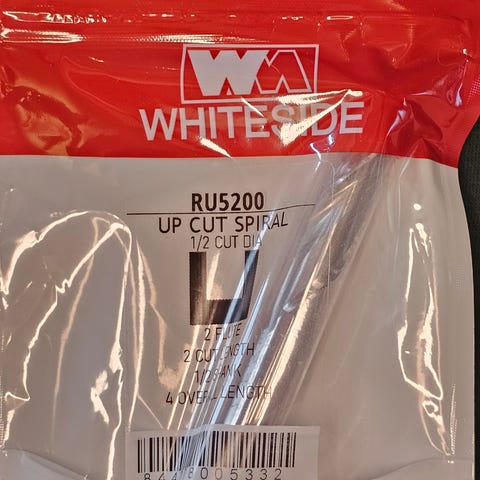 WHITESIDE
RU5200
UP CUT SPIRAL
1/2 CUT DIA
2 FLUTE
2 CUT LENGTH
1/2 SHANK
4 OVERALL LENGTH